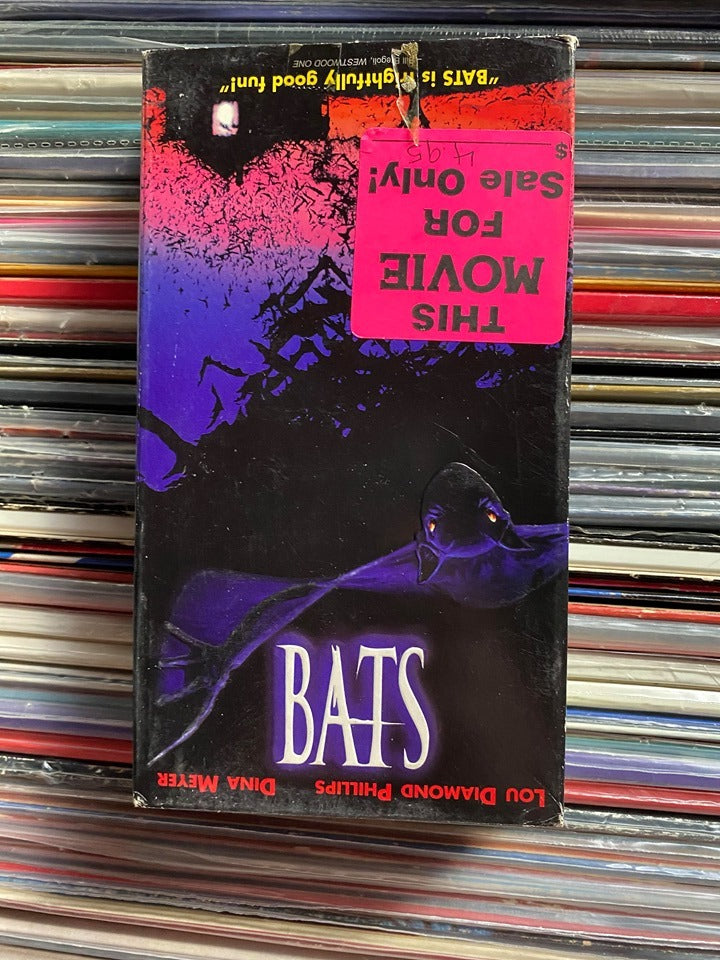 LOU DIAMOND PHILLIPS DINA MEYER
BATS
THIS
MOVIE
FOR
Sale Only!
$ 4.95
"BATS is frightfully good fun!"
–Bill Bregoli, WESTWOOD ONE